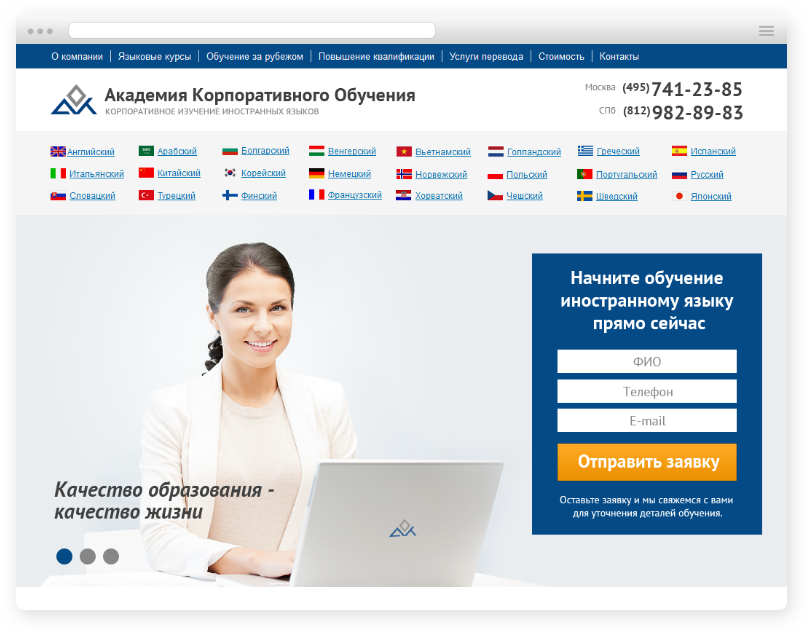 О компании
Языковые курсы
Обучение за рубежом
Повышение квалификации
Услуги перевода
Стоимость
Контакты
Академия Корпоративного Обучения
КОРПОРАТИВНОЕ ИЗУЧЕНИЕ ИНОСТРАННЫХ ЯЗЫКОВ
Москва (495)741-23-85
СПб (812)982-89-83
Английский
Арабский
Болгарский
Венгерский
Вьетнамский
Голландский
Греческий
Испанский
Итальянский
Китайский
Корейский
Немецкий
Норвежский
Польский
Португальский
Русский
Словацкий
Турецкий
Финский
Французский
Хорватский
Чешский
Шведский
Японский
Начните обучение
иностранному языку
прямо сейчас
ФИО
Телефон
E-mail
Отправить заявку
Оставьте заявку и мы свяжемся с вами
для уточнения деталей обучения.
Качество образования -
качество жизни